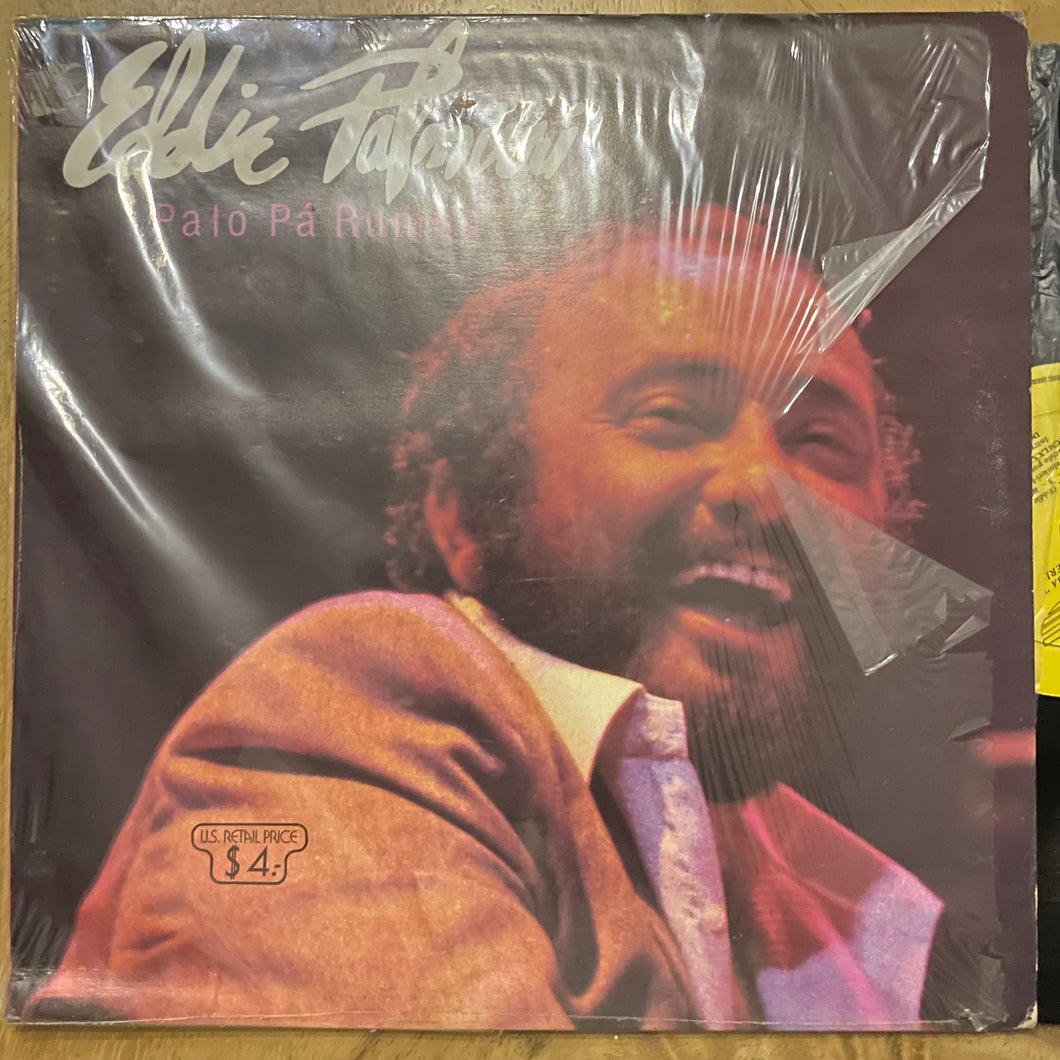 Eddie Palmieri
Palo Pá Rumba
U.S. RETAIL PRICE
$4.-